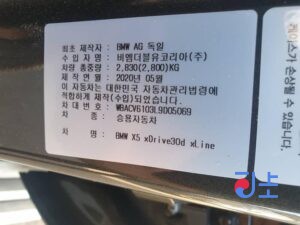 최초 제작자: BMW AG 독일
수 입 자 명: 비엠더블유코리아(주)
차량 총중량: 2,830(2,800)KG
제 작 연 월: 2020년 05월
이 자동차는 대한민국 자동차관리법령에
적합하게 제작(수입)되었습니다.
차 대 번 호: WBACV6103L9D05069
차 종: 승용자동차
차 명: BMW X5 xDrive30d xLine
손상될 수